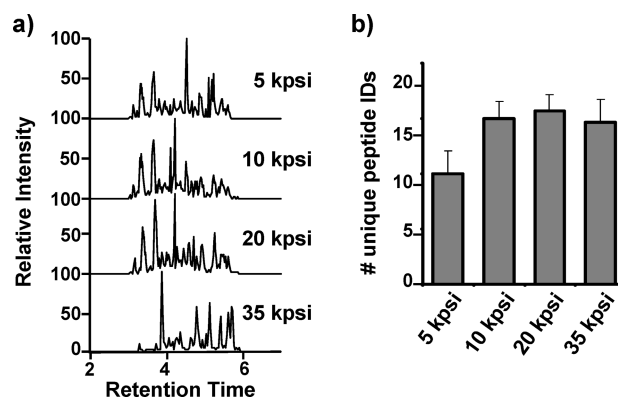 a)
Relative Intensity
100
50
100
50
100
50
100
50
0
5 kpsi
10 kpsi
20 kpsi
35 kpsi
2
4
6
Retention Time
b)
# unique peptide IDs
20
15
10
5
0
5 kpsi
10 kpsi
20 kpsi
35 kpsi